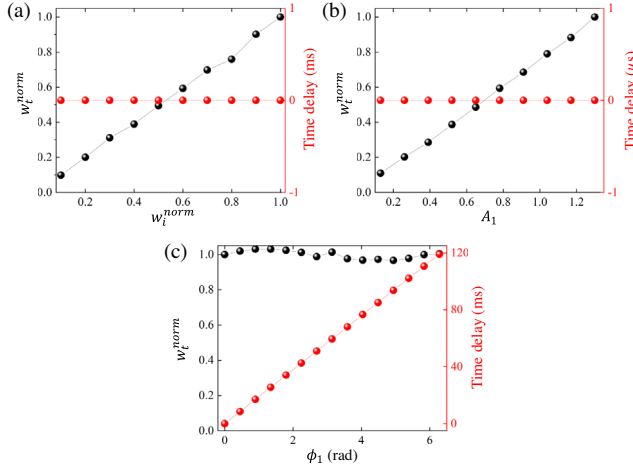 (a)
1.0
0.8
0.6
0.4
0.2
0.0
w_t^{norm}
0.2 0.4 0.6 0.8 1.0
w_i^{norm}
1
0
-1
Time delay (ms)
(b)
1.0
0.8
0.6
0.4
0.2
0.0
w_t^{norm}
0.2 0.4 0.6 0.8 1.0 1.2
A_1
1
0
-1
Time delay (μs)
(c)
1.0
0.8
0.6
0.4
0.2
0.0
w_t^{norm}
0 2 4 6
ϕ_1 (rad)
120
80
40
0
Time delay (ms)